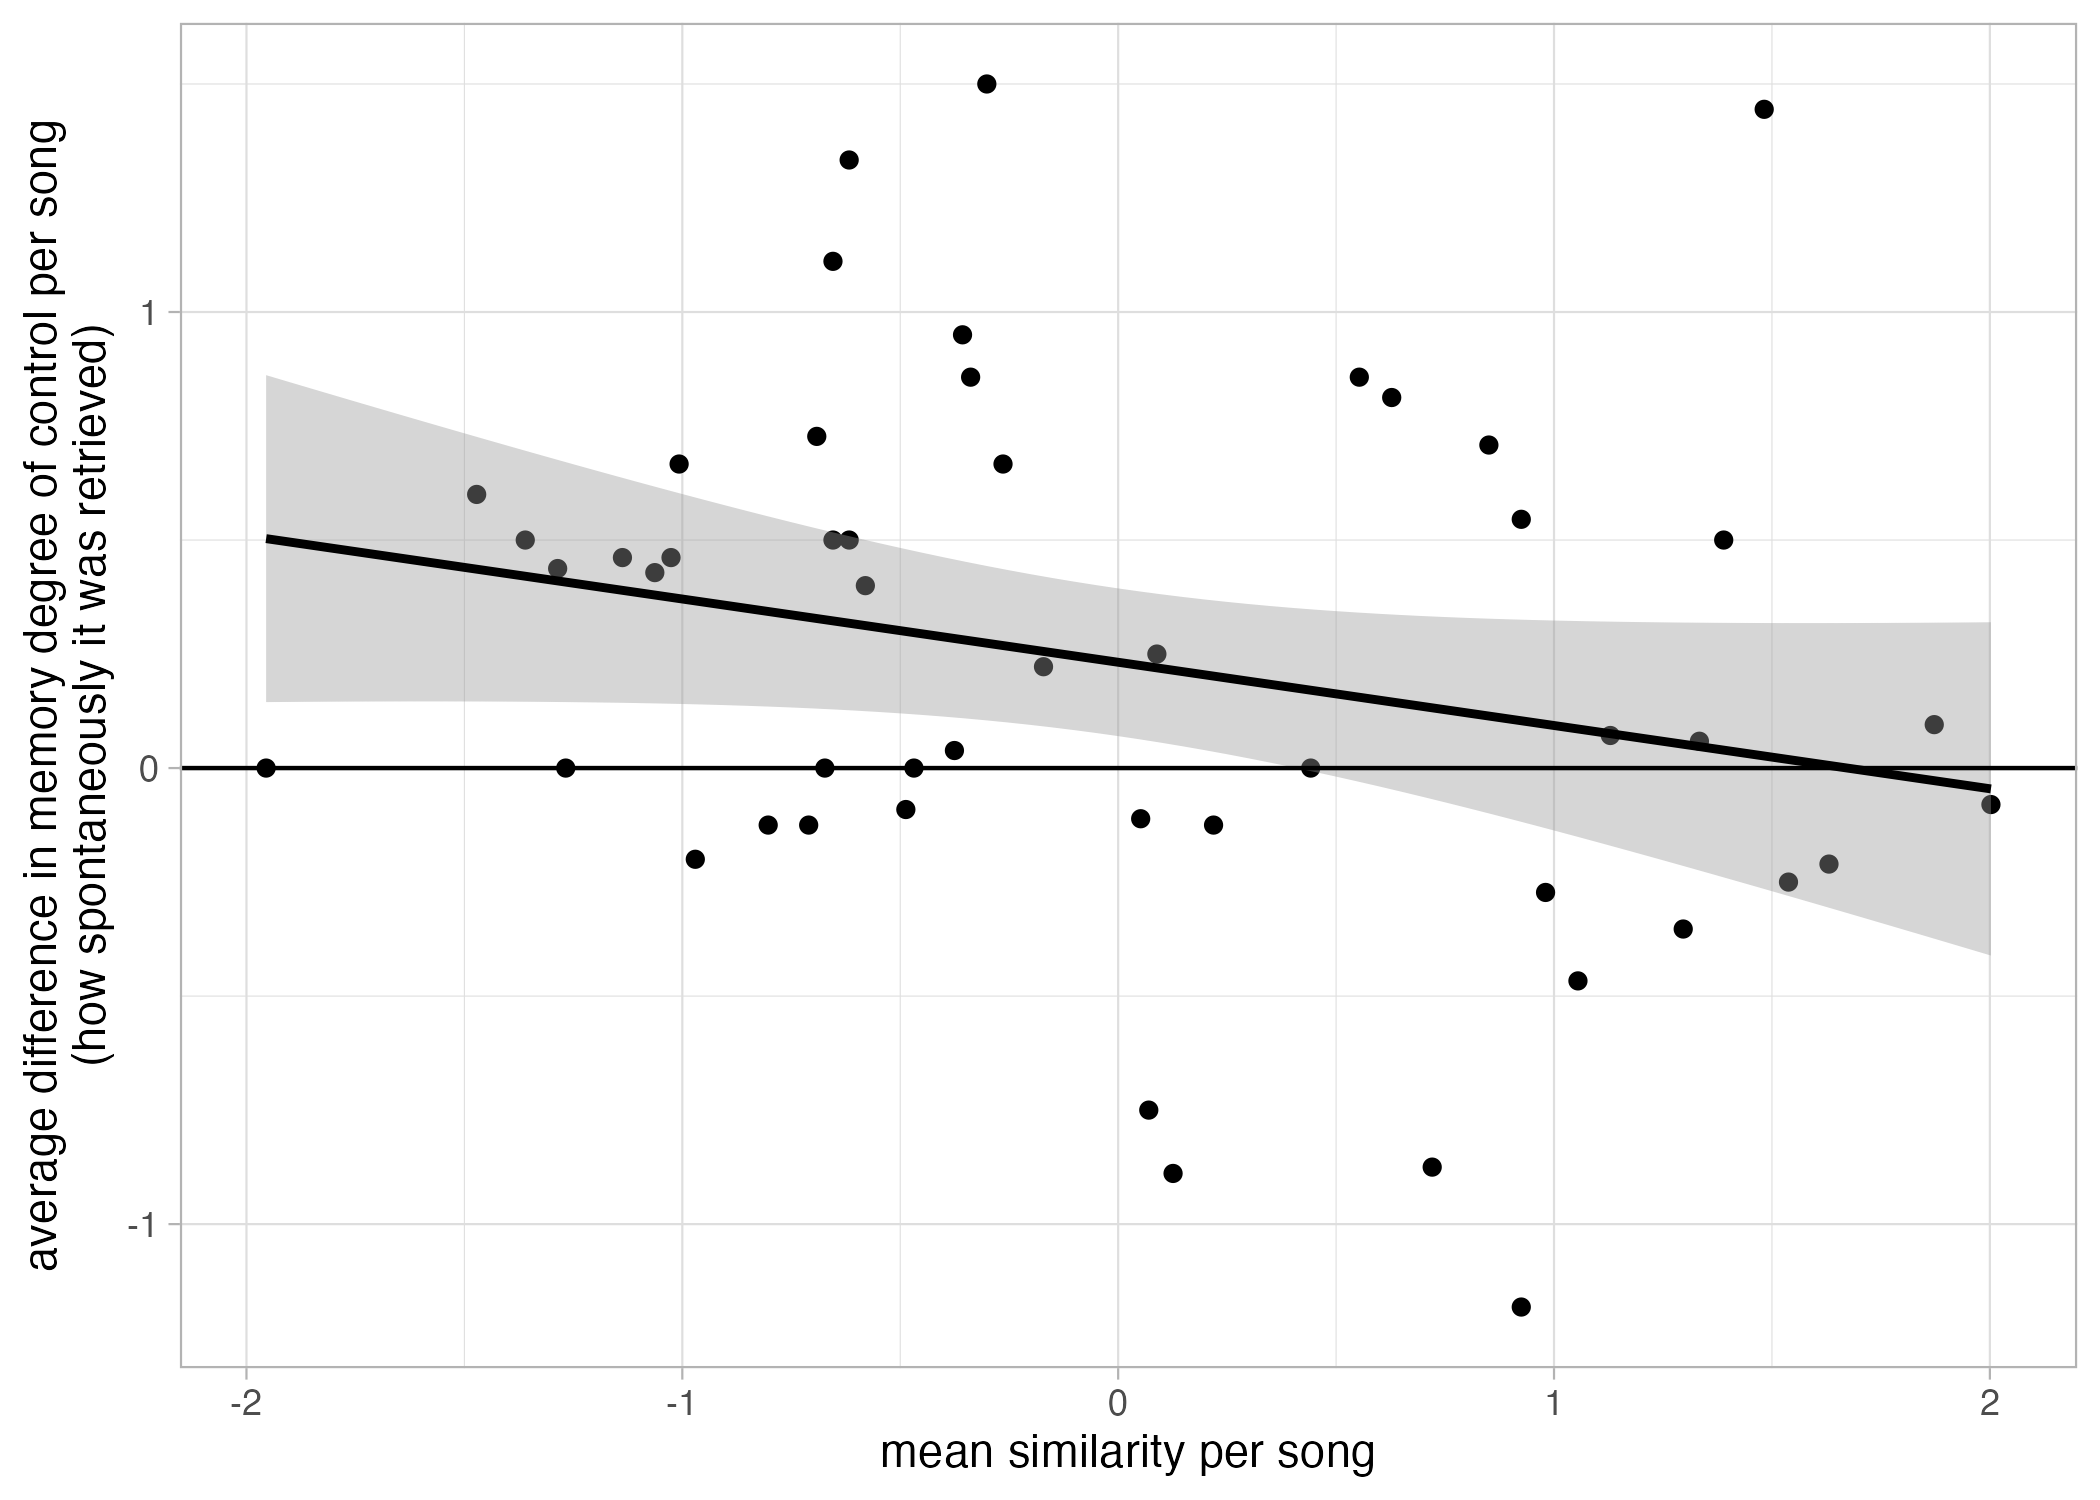 average difference in memory degree of control per song
(how spontaneously it was retrieved)
1
0
-1
-2
-1
0
1
2
mean similarity per song